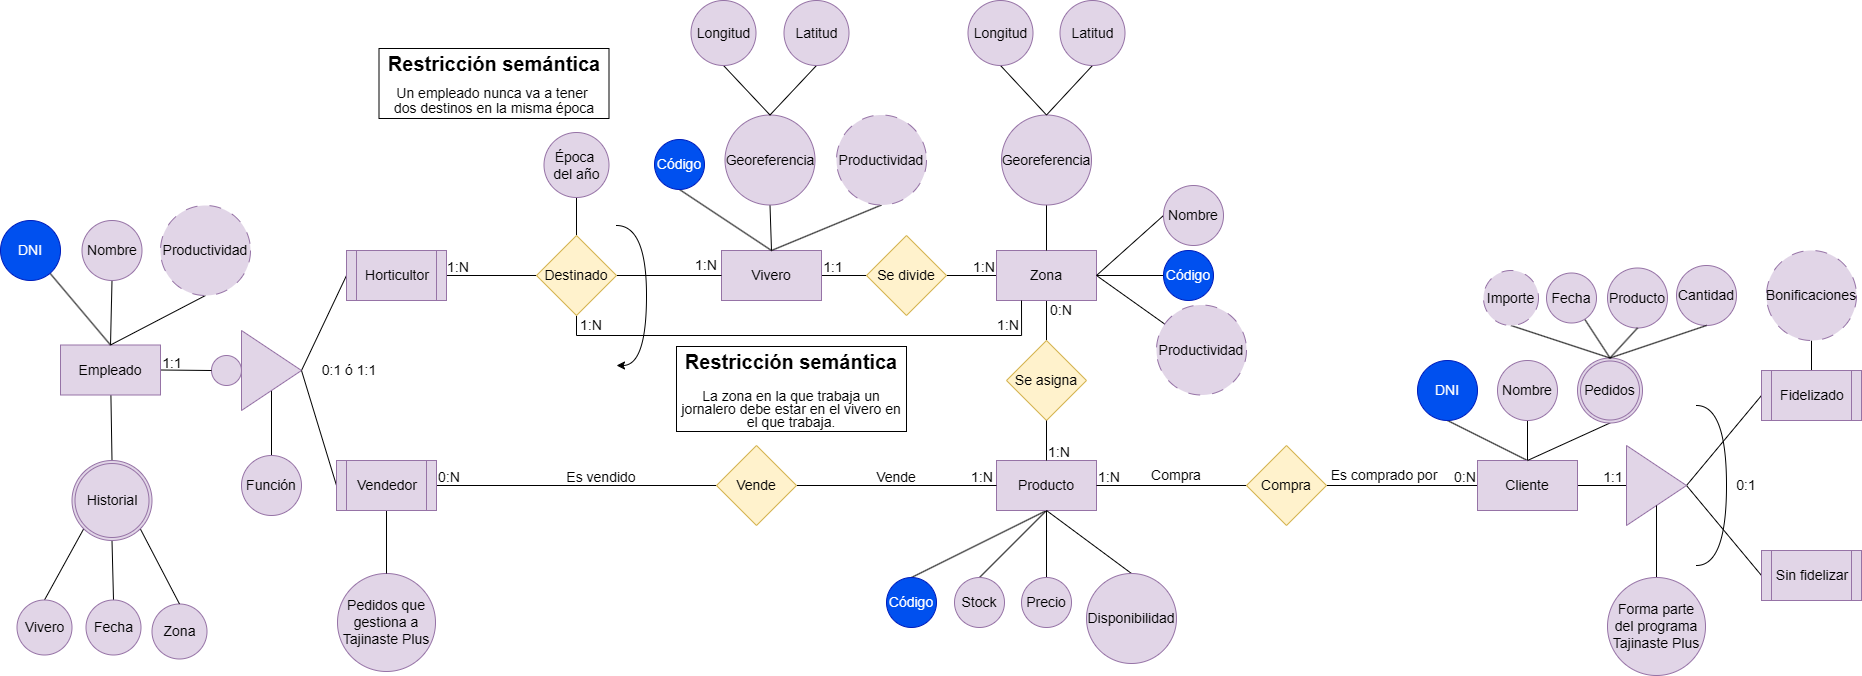 Longitud
Latitud
Longitud
Latitud
Restricción semántica
Un empleado nunca va a tener
dos destinos en la misma época
Época
del año
Código
Georeferencia
Productividad
Georeferencia
DNI
Nombre
Productividad
Nombre
Horticultor
1:N
Destinado
1:N
Vivero
1:1
Se divide
1:N
Zona
Código
1:N
1:N
0:N
Productividad
Importe
Fecha
Producto
Cantidad
Bonificaciones
Empleado
1:1
0:1 ó 1:1
Restricción semántica
La zona en la que trabaja un
jornalero debe estar en el vivero en
el que trabaja.
Se asigna
1:N
DNI
Nombre
Pedidos
Fidelizado
Historial
Función
Vendedor
0:N
Es vendido
Vende
Vende
1:N
Producto
1:N
Compra
Compra
Es comprado por
0:N
Cliente
1:1
0:1
Sin fidelizar
Vivero
Fecha
Zona
Pedidos que
gestiona a
Tajinaste Plus
Código
Stock
Precio
Disponibilidad
Forma parte
del programa
Tajinaste Plus